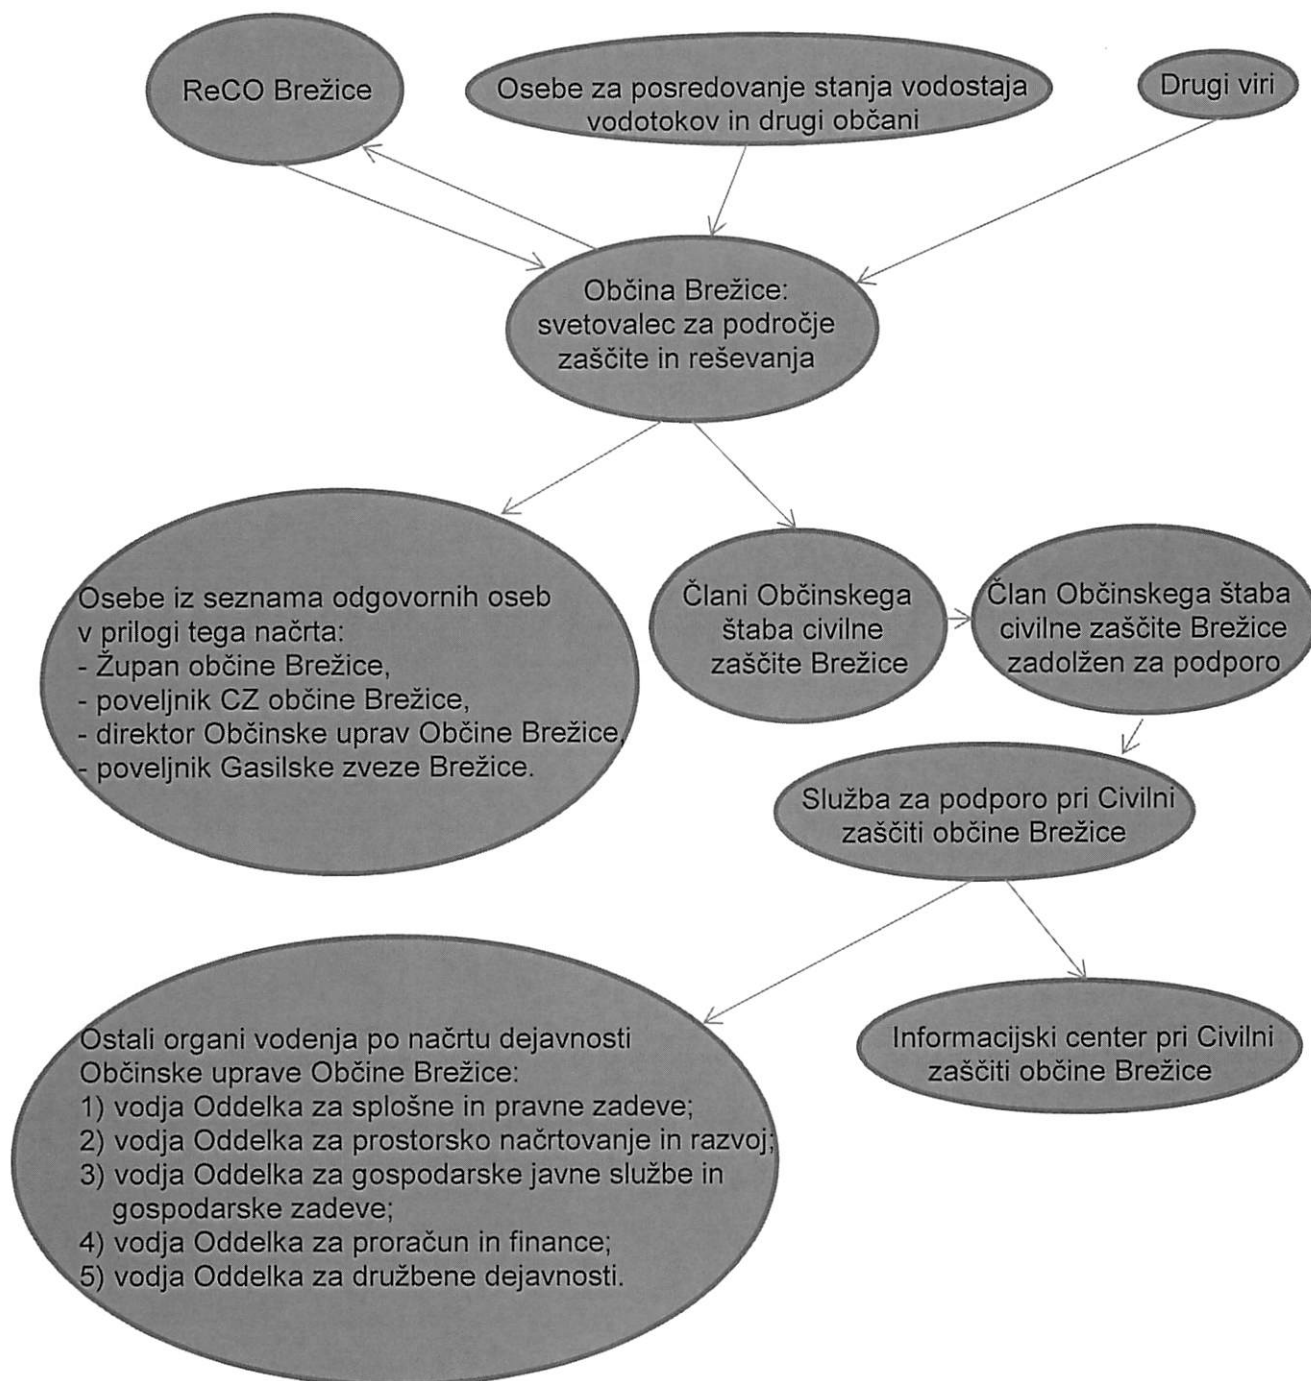 ReCO Brežice
Osebe za posredovanje stanja vodostaja
vodotokov in drugi občani
Drugi viri
Občina Brežice:
svetovalec za področje
zaščite in reševanja
Osebe iz seznama odgovornih oseb
v prilogi tega načrta:
- Župan občine Brežice,
- poveljnik CZ občine Brežice,
- direktor Občinske uprav Občine Brežice,
- poveljnik Gasilske zveze Brežice.
Člani Občinskega
štaba civilne
zaščite Brežice
Član Občinskega štaba
civilne zaščite Brežice
zadolžen za podporo
Služba za podporo pri Civilni
zaščiti občine Brežice
Ostali organi vodenja po načrtu dejavnosti
Občinske uprave Občine Brežice:
1) vodja Oddelka za splošne in pravne zadeve;
2) vodja Oddelka za prostorsko načrtovanje in razvoj;
3) vodja Oddelka za gospodarske javne službe in
gospodarske zadeve;
4) vodja Oddelka za proračun in finance;
5) vodja Oddelka za družbene dejavnosti.
Informacijski center pri Civilni
zaščiti občine Brežice